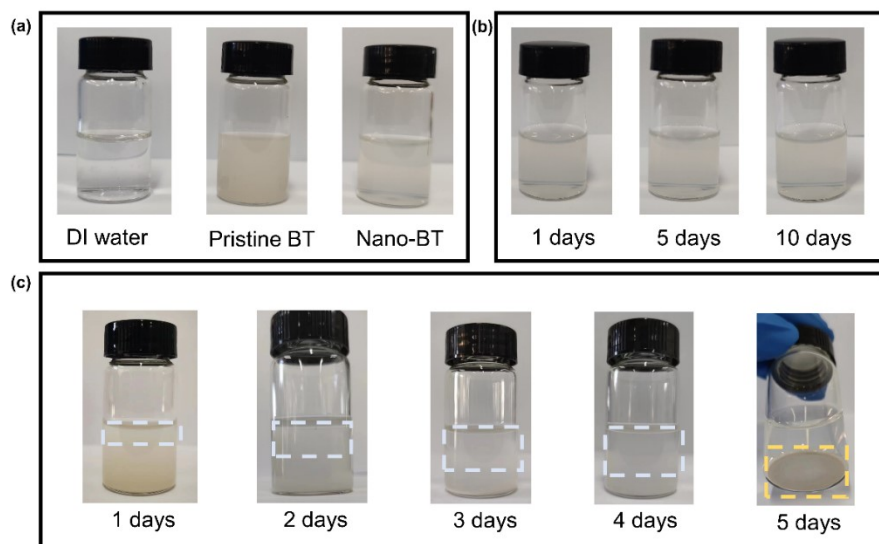 (a)
DI water Pristine BT Nano-BT
(b)
1 days 5 days 10 days
(c)
1 days 2 days 3 days 4 days 5 days